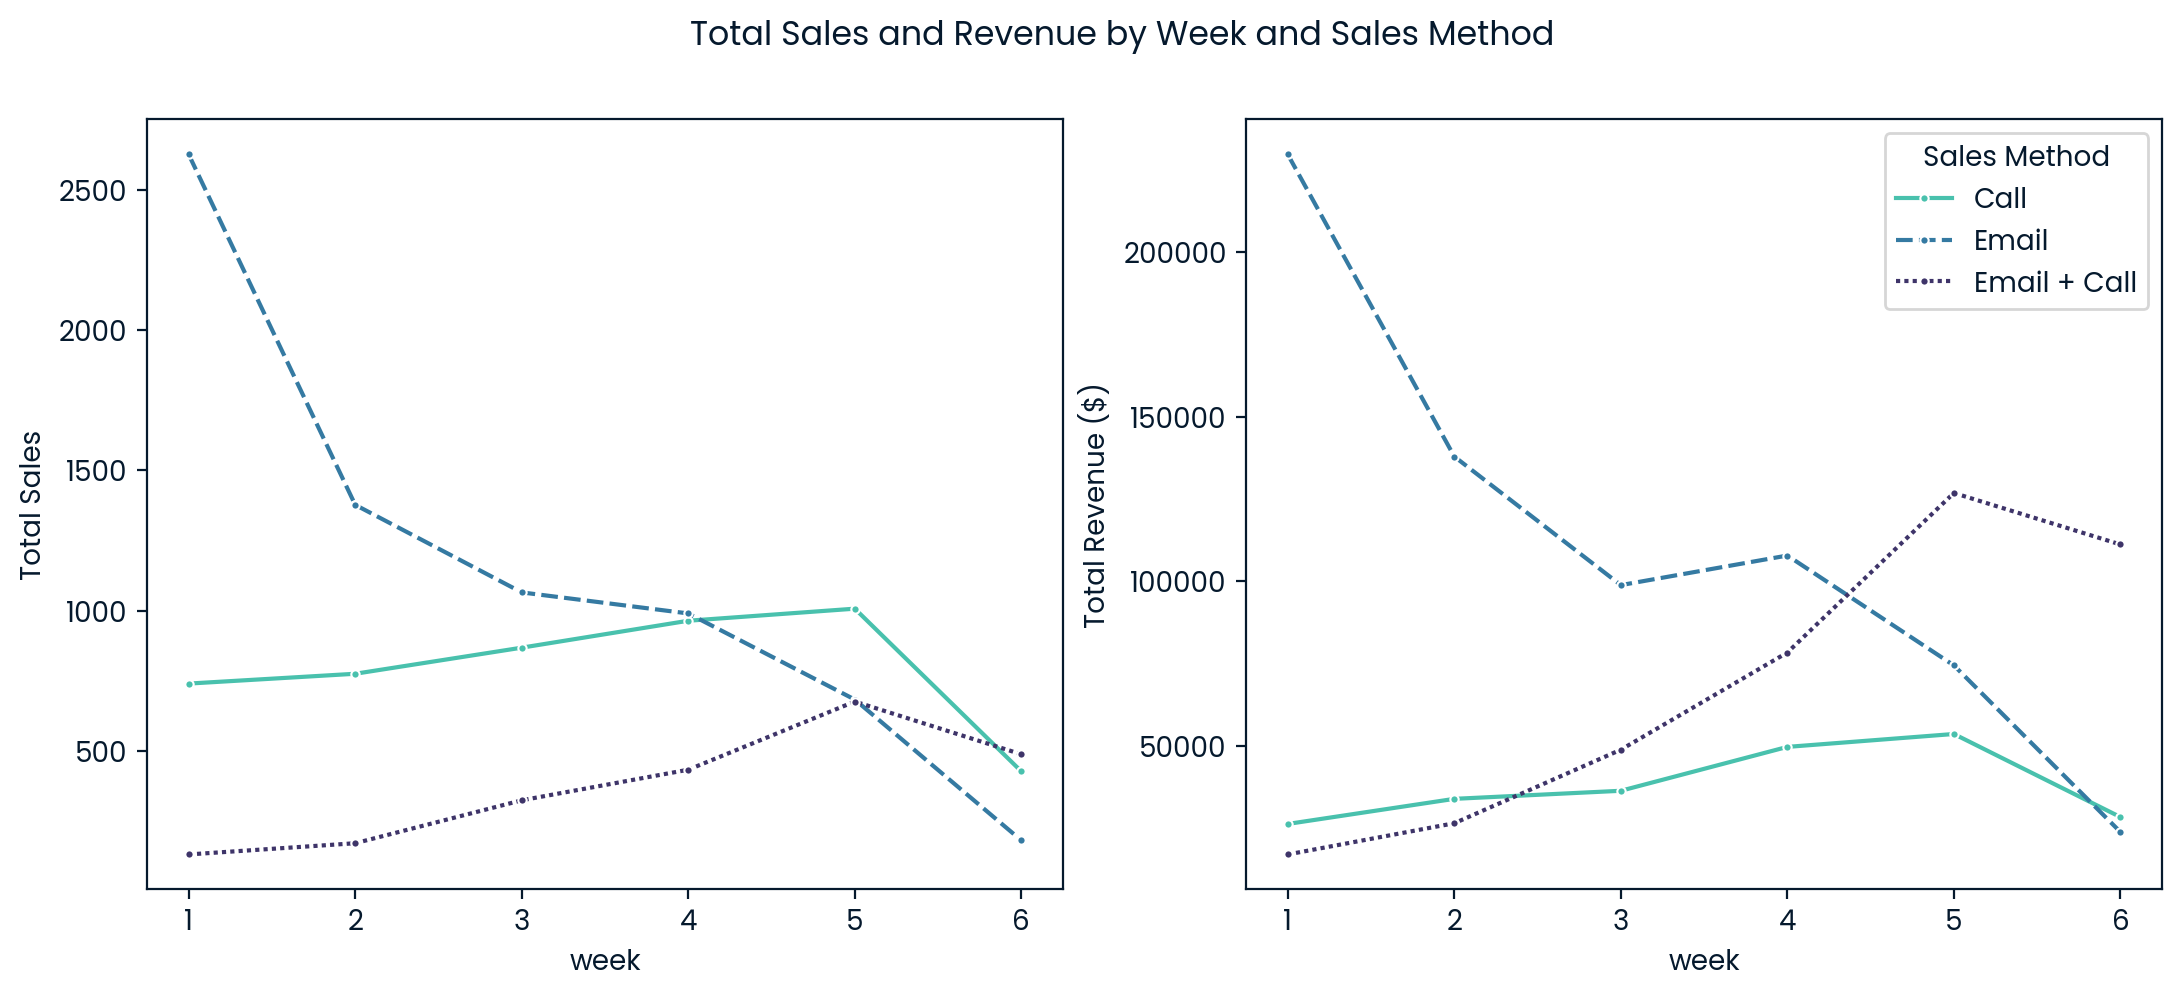 Total Sales and Revenue by Week and Sales Method
Total Sales
2500
2000
1500
1000
500
1 2 3 4 5 6
week
Total Revenue ($)
200000
150000
100000
50000
1 2 3 4 5 6
week
Sales Method
Call
Email
Email + Call